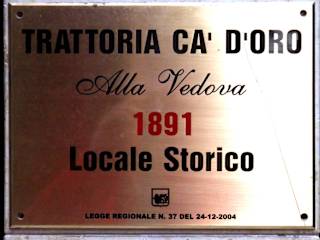 TRATTORIA CA' D'ORO
Alla Vedova
1891
Locale Storico
LEGGE REGIONALE N. 37 DEL 24-12-2004